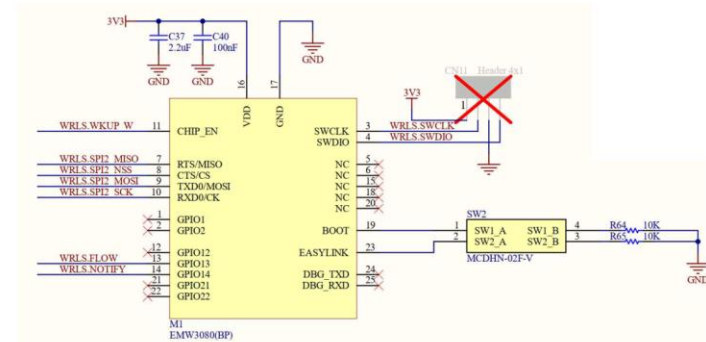 3V3
C37
2.2uF
C40
100nF
GND
GND
GND
CN11 Header 4x1
3V3
1
16
17
VDD
GND
WRLS.WKUP_W 11 CHIP_EN
SWCLK 3 WRLS.SWCLK
SWDIO 4 WRLS.SWDIO
WRLS.SPI2_MISO 7 RTS/MISO
WRLS.SPI2_NSS 8 CTS/CS
WRLS.SPI2_MOSI 9 TXD0/MOSI
WRLS.SPI2_SCK 10 RXD0/CK
NC 5
NC 6
NC 15
NC 18
NC 20
1 GPIO1
2 GPIO2
BOOT 19
EASYLINK 23
12 GPIO12
WRLS.FLOW 13 GPIO13
WRLS.NOTIFY 14 GPIO14
21 GPIO21
22 GPIO22
DBG_TXD 24
DBG_RXD 25
SW2
1 SW1_A SW1_B 4
2 SW2_A SW2_B 3
MCDHN-02F-V
R64 10K
R65 10K
GND
M1
EMW3080(BP)